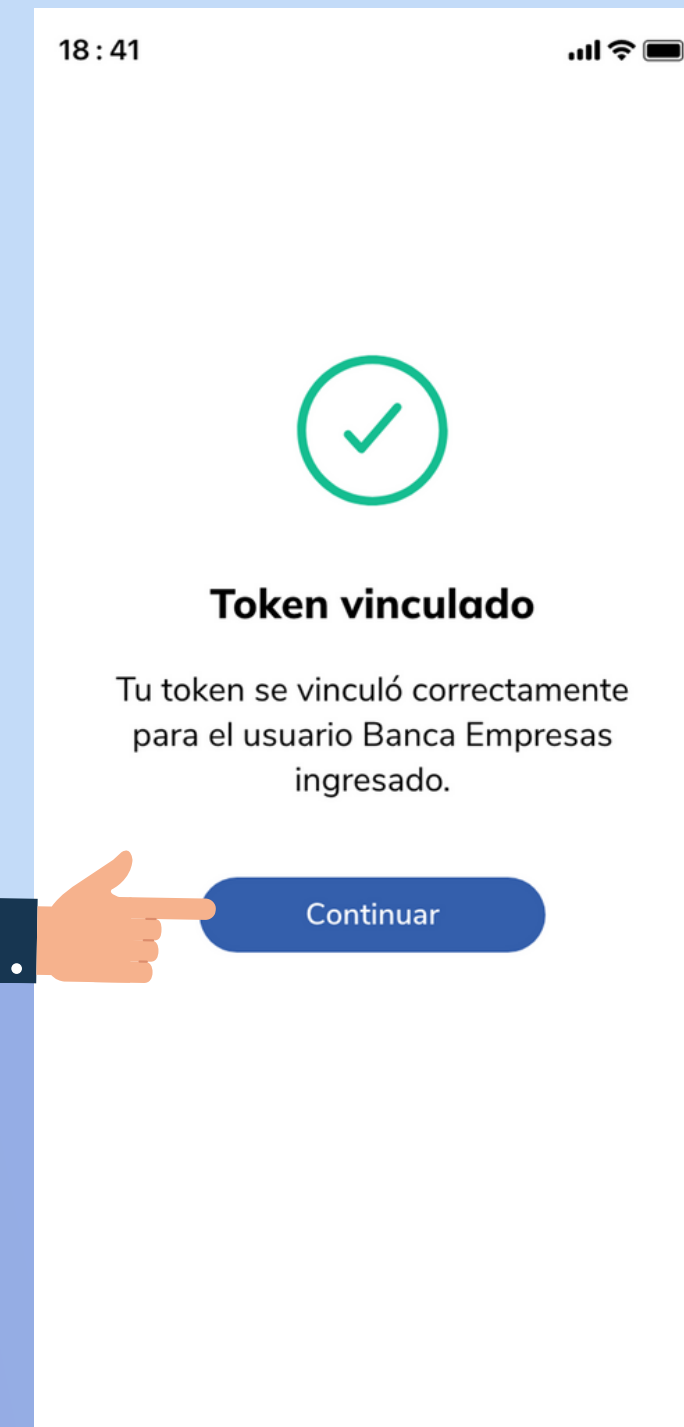 18 : 41
Token vinculado
Tu token se vinculó correctamente
para el usuario Banca Empresas
ingresado.
Continuar